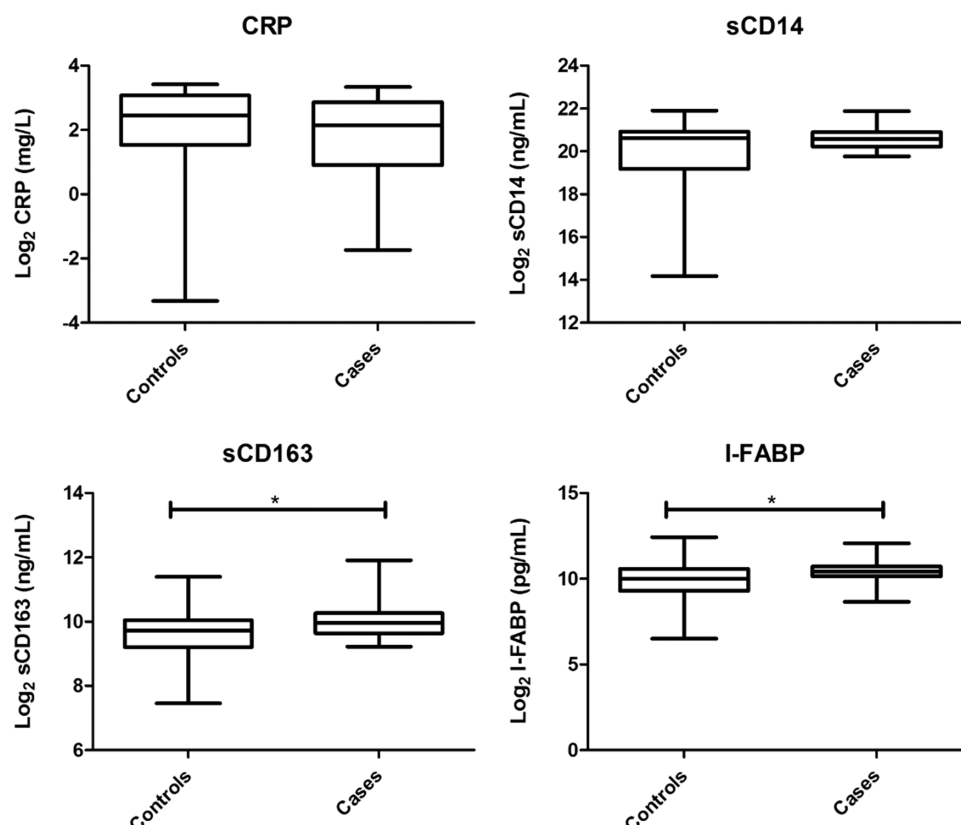 CRP
Log2 CRP (mg/L)
4
2
0
-2
-4
Controls
Cases
sCD14
Log2 sCD14 (ng/mL)
24
22
20
18
16
14
12
Controls
Cases
sCD163
Log2 sCD163 (ng/mL)
14
12
10
8
6
*
Controls
Cases
I-FABP
Log2 I-FABP (pg/mL)
15
10
5
0
*
Controls
Cases